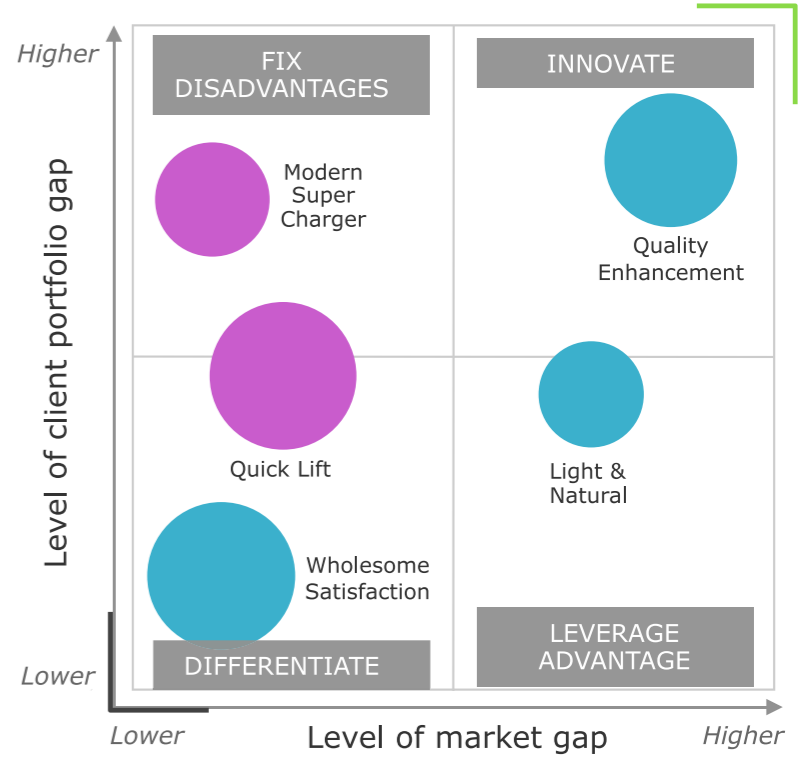 Higher
FIX
DISADVANTAGES
INNOVATE
Modern
Super
Charger
Quality
Enhancement
Level of client portfolio gap
Quick Lift
Light &
Natural
Wholesome
Satisfaction
LEVERAGE
ADVANTAGE
DIFFERENTIATE
Lower
Lower
Level of market gap
Higher